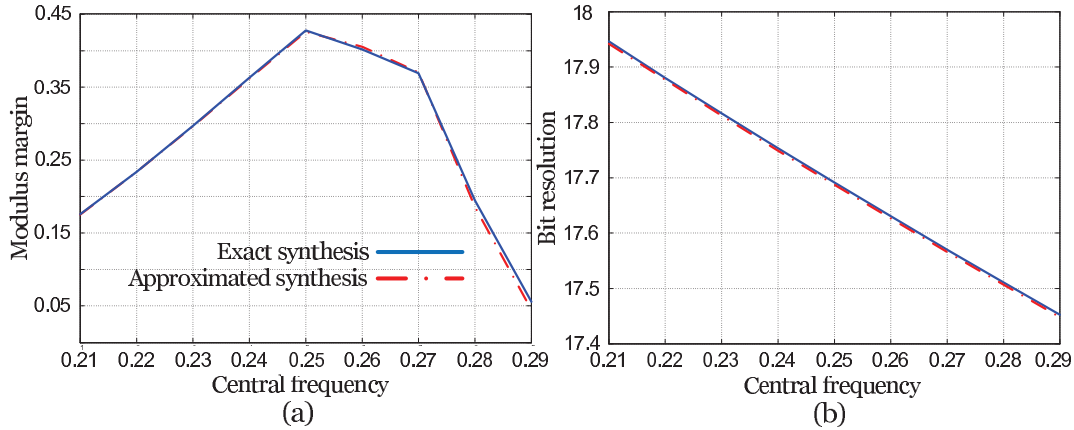 0.45
0.35
0.25
0.15
0.05
Modulus margin
Exact synthesis
Approximated synthesis
0.21 0.22 0.23 0.24 0.25 0.26 0.27 0.28 0.29
Central frequency
(a)
18
17.9
17.8
17.7
17.6
17.5
17.4
Bit resolution
0.21 0.22 0.23 0.24 0.25 0.26 0.27 0.28 0.29
Central frequency
(b)